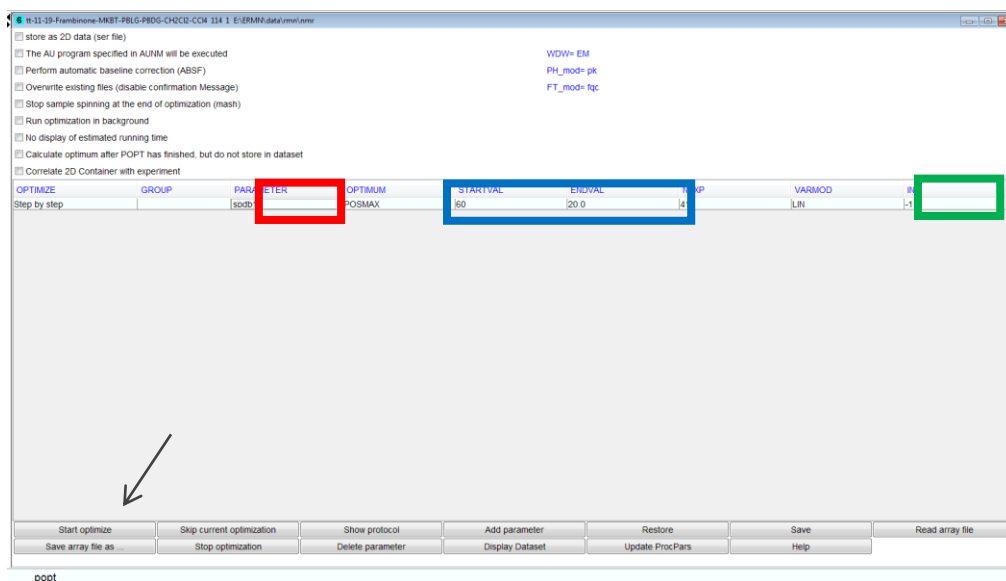 tt-11-19-Frambinone-MKBT-PBLG-PBDG-CH2Cl2-CCl4 114 1 E:\ERMN\data\rmn\nmr
store as 2D data (ser file)
The AU program specified in AUNM will be executed WDW= EM
Perform automatic baseline correction (ABSF) PH_mod= pk
Overwrite existing files (disable confirmation Message) FT_mod= fqc
Stop sample spinning at the end of optimization (mash)
Run optimization in background
No display of estimated running time
Calculate optimum after POPT has finished, but do not store in dataset
Correlate 2D Container with experiment
OPTIMIZE GROUP PARAMETER OPTIMUM STARTVAL ENDVAL VARMOD
Step by step POSMAX 60 20.0 LIN -1
Start optimize Skip current optimization Show protocol Add parameter Restore Save Read array file
Save array file as ... Stop optimization Delete parameter Display Dataset Update ProcPars Help
popt